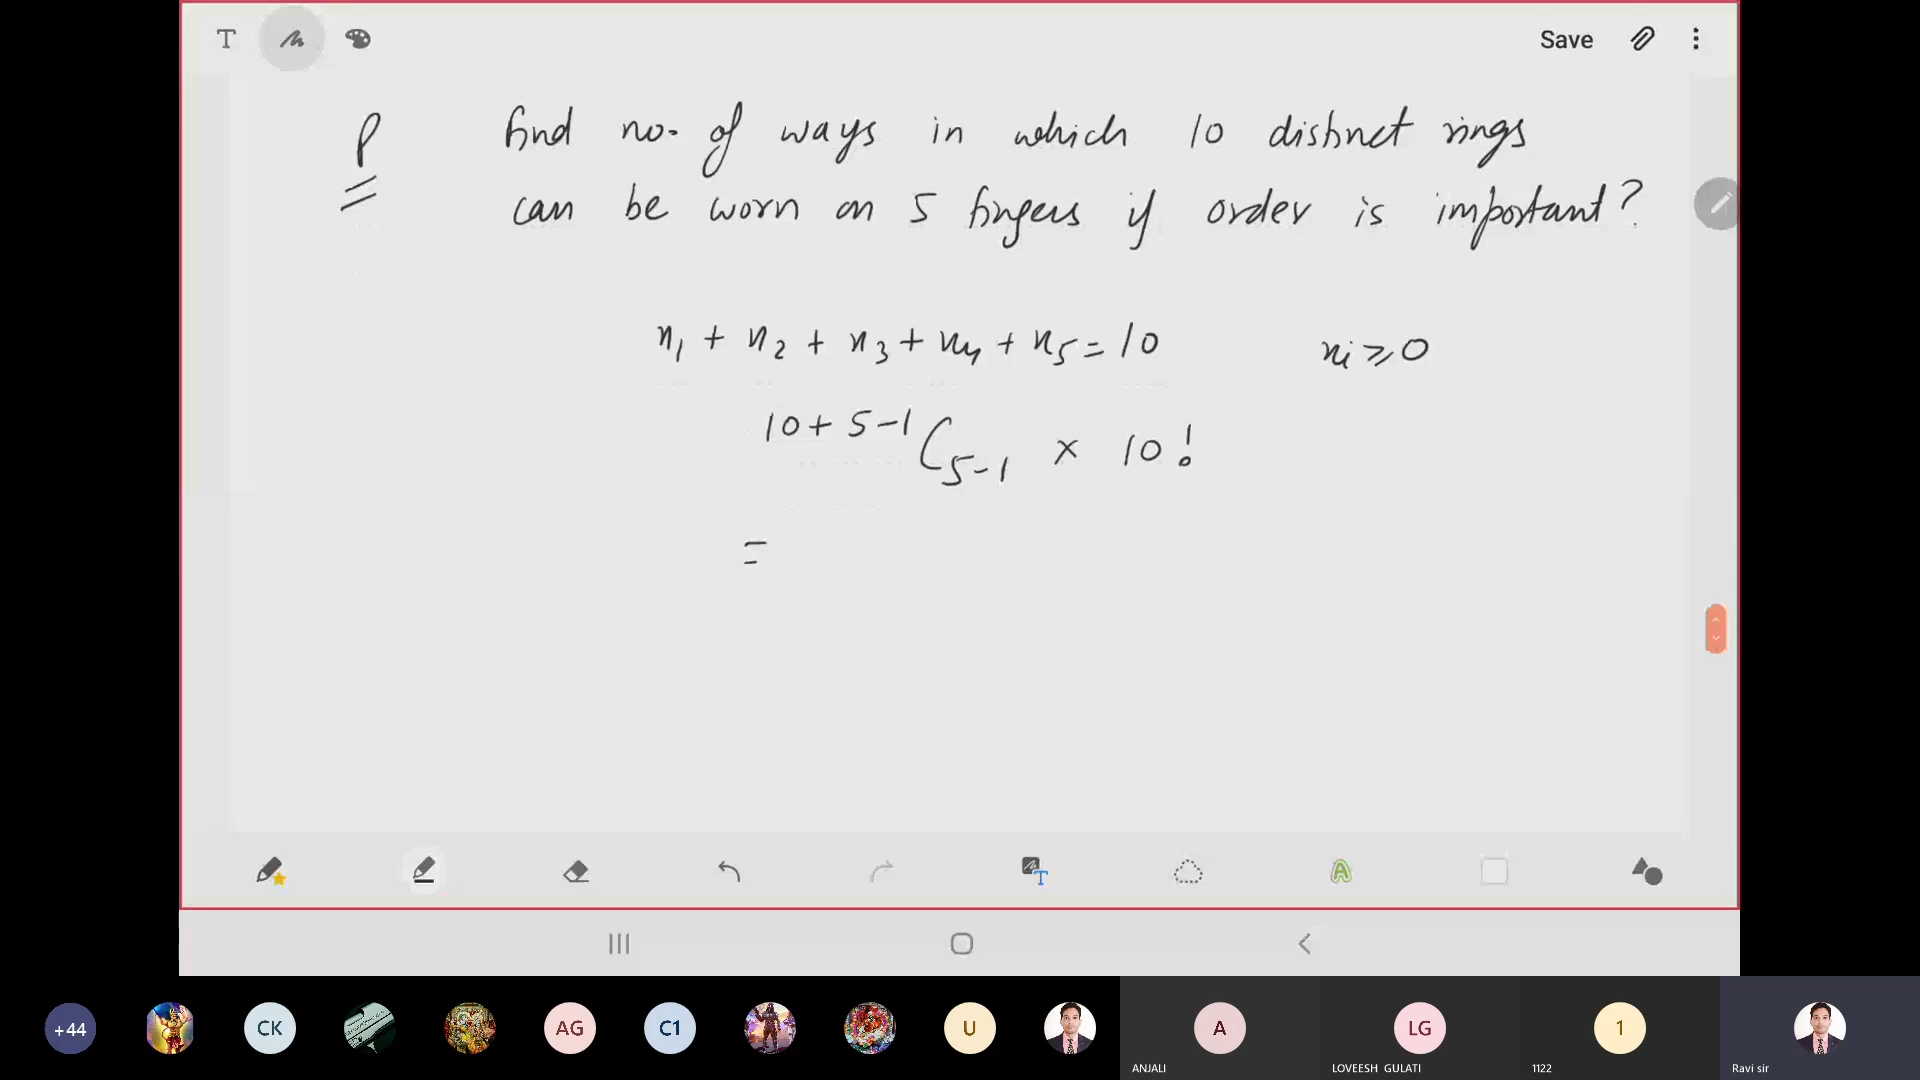 T
Save
P find no. of ways in which 10 distinct rings
can be worn on 5 fingers if order is important?
x₁ + x₂ + x₃ + x₄ + x₅ = 10 xi ≥ 0
10+5-1 C 5-1 × 10!
=
T
A
+44
CK
AG
C1
U
A
LG
1
ANJALI
LOVEESH GULATI
1122
Ravi sir